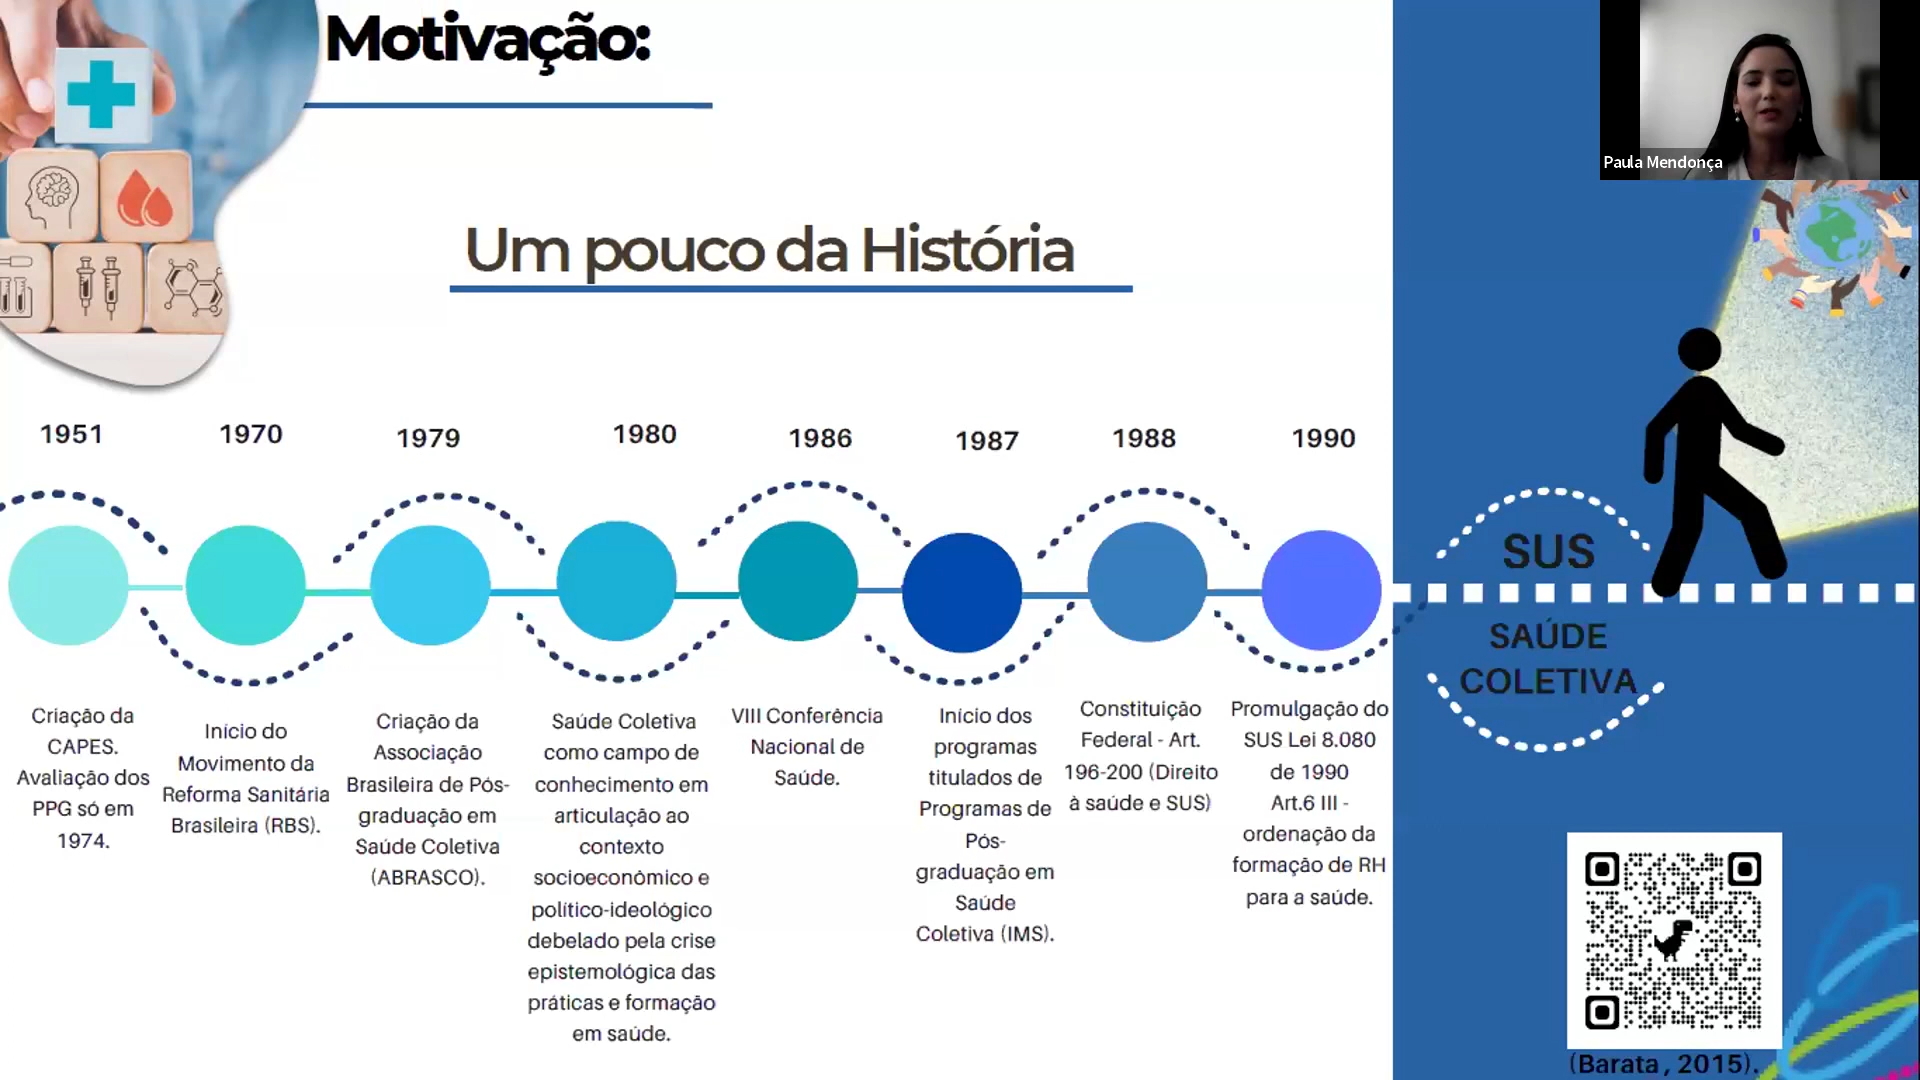 Motivação:
Paula Mendonça
Um pouco da História
1951
1970
1979
1980
1986
1987
1988
1990
Criação da
CAPES.
Avaliação dos
PPG só em
1974.
Início do
Movimento da
Reforma Sanitária
Brasileira (RBS).
Criação da
Associação
Brasileira de Pós-
graduação em
Saúde Coletiva
(ABRASCO).
Saúde Coletiva
como campo de
conhecimento em
articulação ao
contexto
socioeconômico e
político-ideológico
debelado pela crise
epistemológica das
práticas e formação
em saúde.
VIII Conferência
Nacional de
Saúde.
Início dos
programas
titulados de
Programas de
Pós-
graduação em
Saúde
Coletiva (IMS).
Constituição
Federal - Art.
196-200 (Direito
à saúde e SUS)
Promulgação do
SUS Lei 8.080
de 1990
Art.6 III -
ordenação da
formação de RH
para a saúde.
SUS
SAÚDE
COLETIVA
(Barata, 2015).